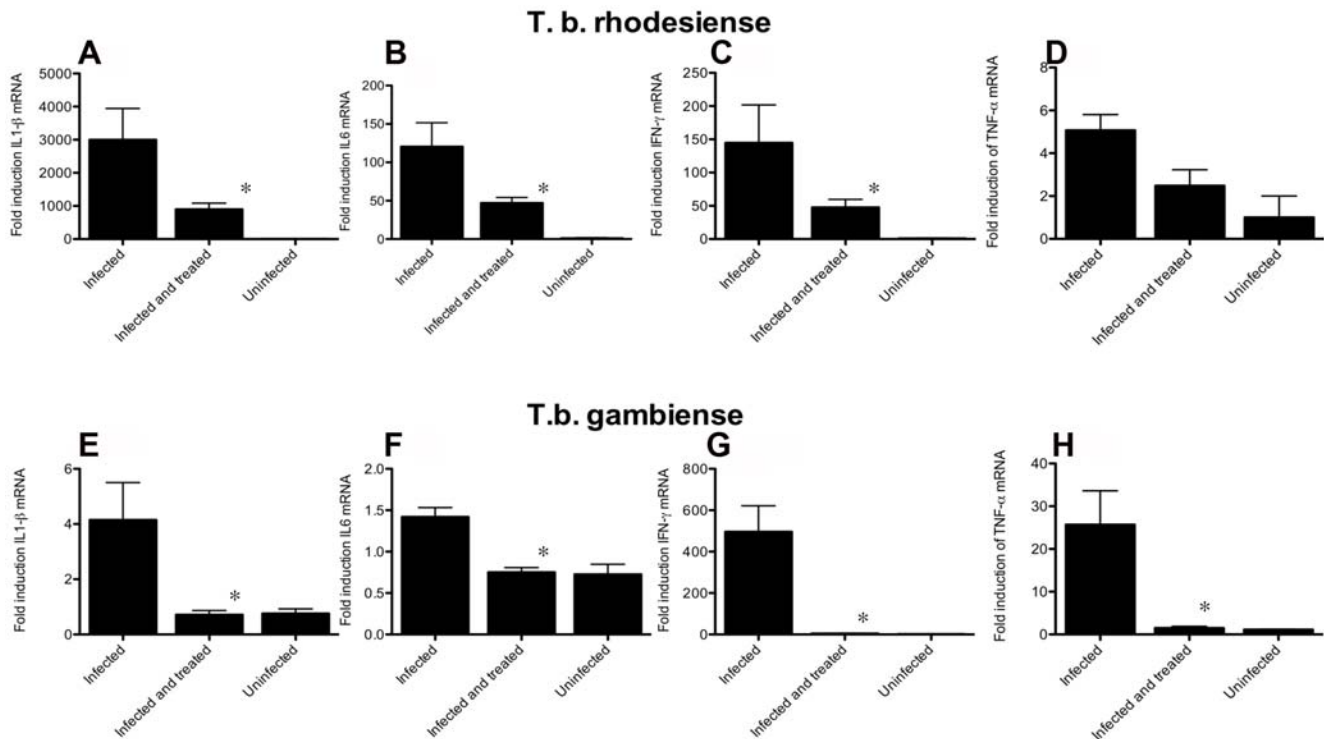 T. b. rhodesiense
A
Fold induction IL1-β mRNA
5000
4000
3000
2000
1000
0
*
Infected
Infected and treated
Uninfected
B
Fold induction IL6 mRNA
200
150
100
50
0
*
Infected
Infected and treated
Uninfected
C
Fold induction IFN-γ mRNA
250
200
150
100
50
0
*
Infected
Infected and treated
Uninfected
D
Fold induction of TNF-α mRNA
8
6
4
2
0
Infected
Infected and treated
Uninfected
T.b. gambiense
E
Fold induction IL1-β mRNA
6
4
2
0
*
Infected
Infected and treated
Uninfected
F
Fold induction IL6 mRNA
2.0
1.5
1.0
0.5
0.0
*
Infected
Infected and treated
Uninfected
G
Fold induction IFN-γ mRNA
800
600
400
200
0
*
Infected
Infected and treated
Uninfected
H
Fold induction of TNF-α mRNA
40
30
20
10
0
*
Infected
Infected and treated
Uninfected